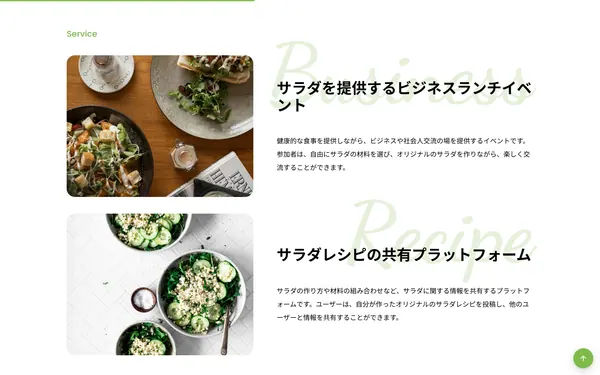 Service
Business
サラダを提供するビジネスランチイベ
ント
健康的な食事を提供しながら、ビジネスや社会人交流の場を提供するイベントです。
参加者は、自由にサラダの材料を選び、オリジナルのサラダを作りながら、楽しく交
流することができます。
Recipe
サラダレシピの共有プラットフォーム
サラダの作り方や材料の組み合わせなど、サラダに関する情報を共有するプラットフ
ォームです。ユーザーは、自分が作ったオリジナルのサラダレシピを投稿し、他のユ
ーザーと情報を共有することができます。